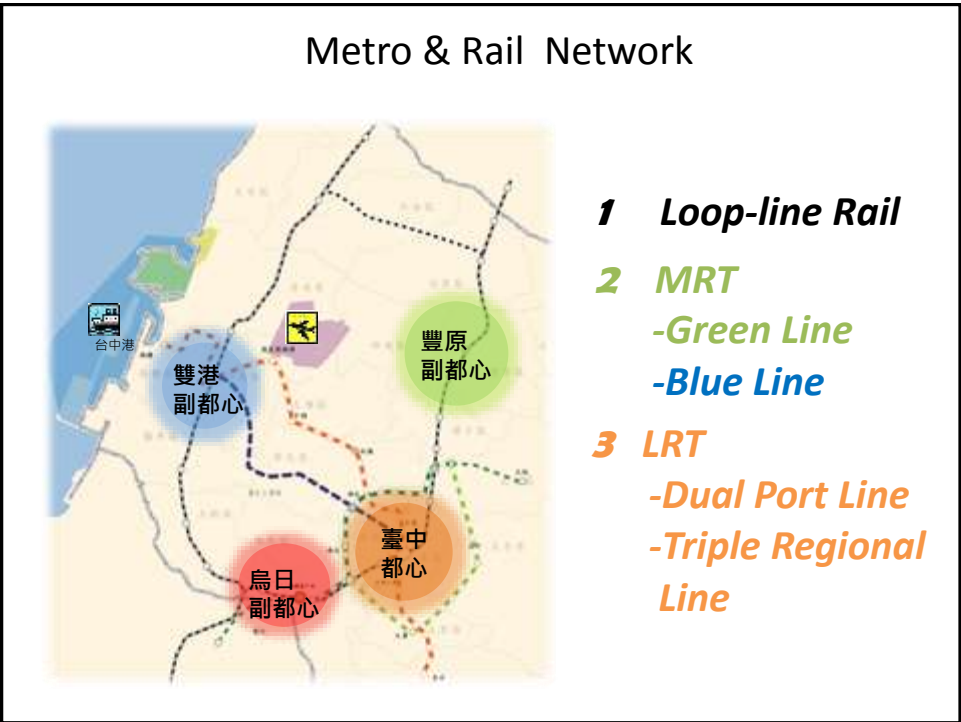 Metro & Rail Network
1 Loop-line Rail
2 MRT
-Green Line
-Blue Line
3 LRT
-Dual Port Line
-Triple Regional
Line
台中港
雙港
副都心
豐原
副都心
臺中
都心
烏日
副都心